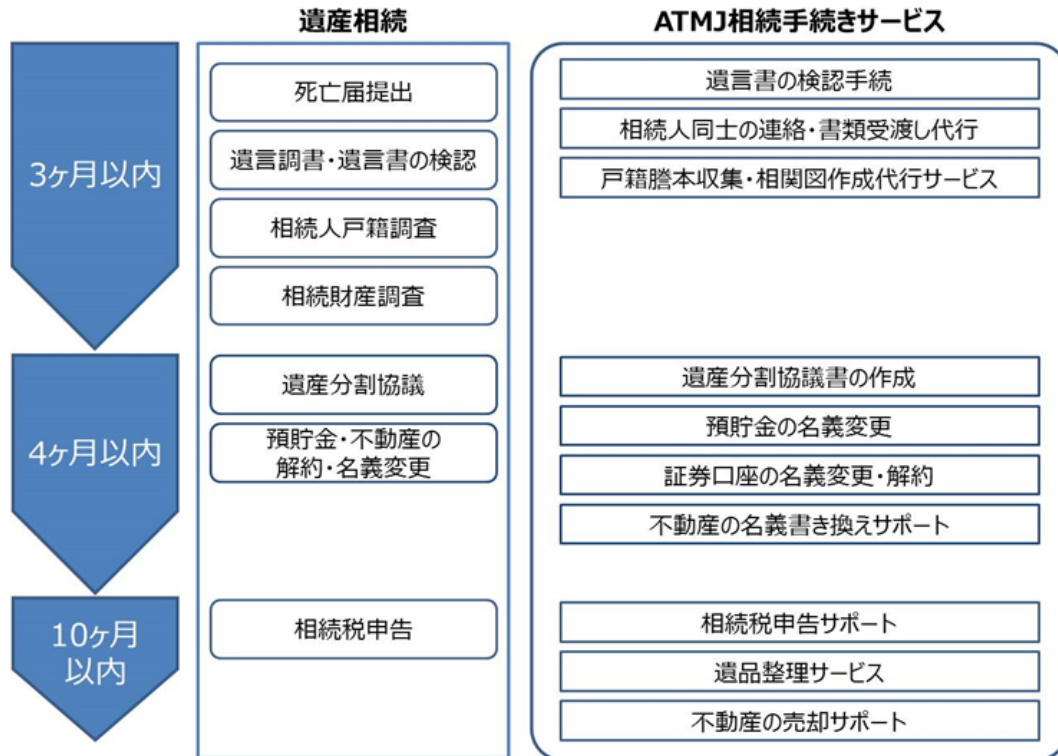 遺産相続
ATMJ相続手続きサービス
3ヶ月以内
死亡届提出
遺言調書・遺言書の検認
相続人戸籍調査
相続財産調査
遺言書の検認手続
相続人同士の連絡・書類受渡し代行
戸籍謄本収集・相関図作成代行サービス
4ヶ月以内
遺産分割協議
預貯金・不動産の
解約・名義変更
遺産分割協議書の作成
預貯金の名義変更
証券口座の名義変更・解約
不動産の名義書き換えサポート
10ヶ月
以内
相続税申告
相続税申告サポート
遺品整理サービス
不動産の売却サポート